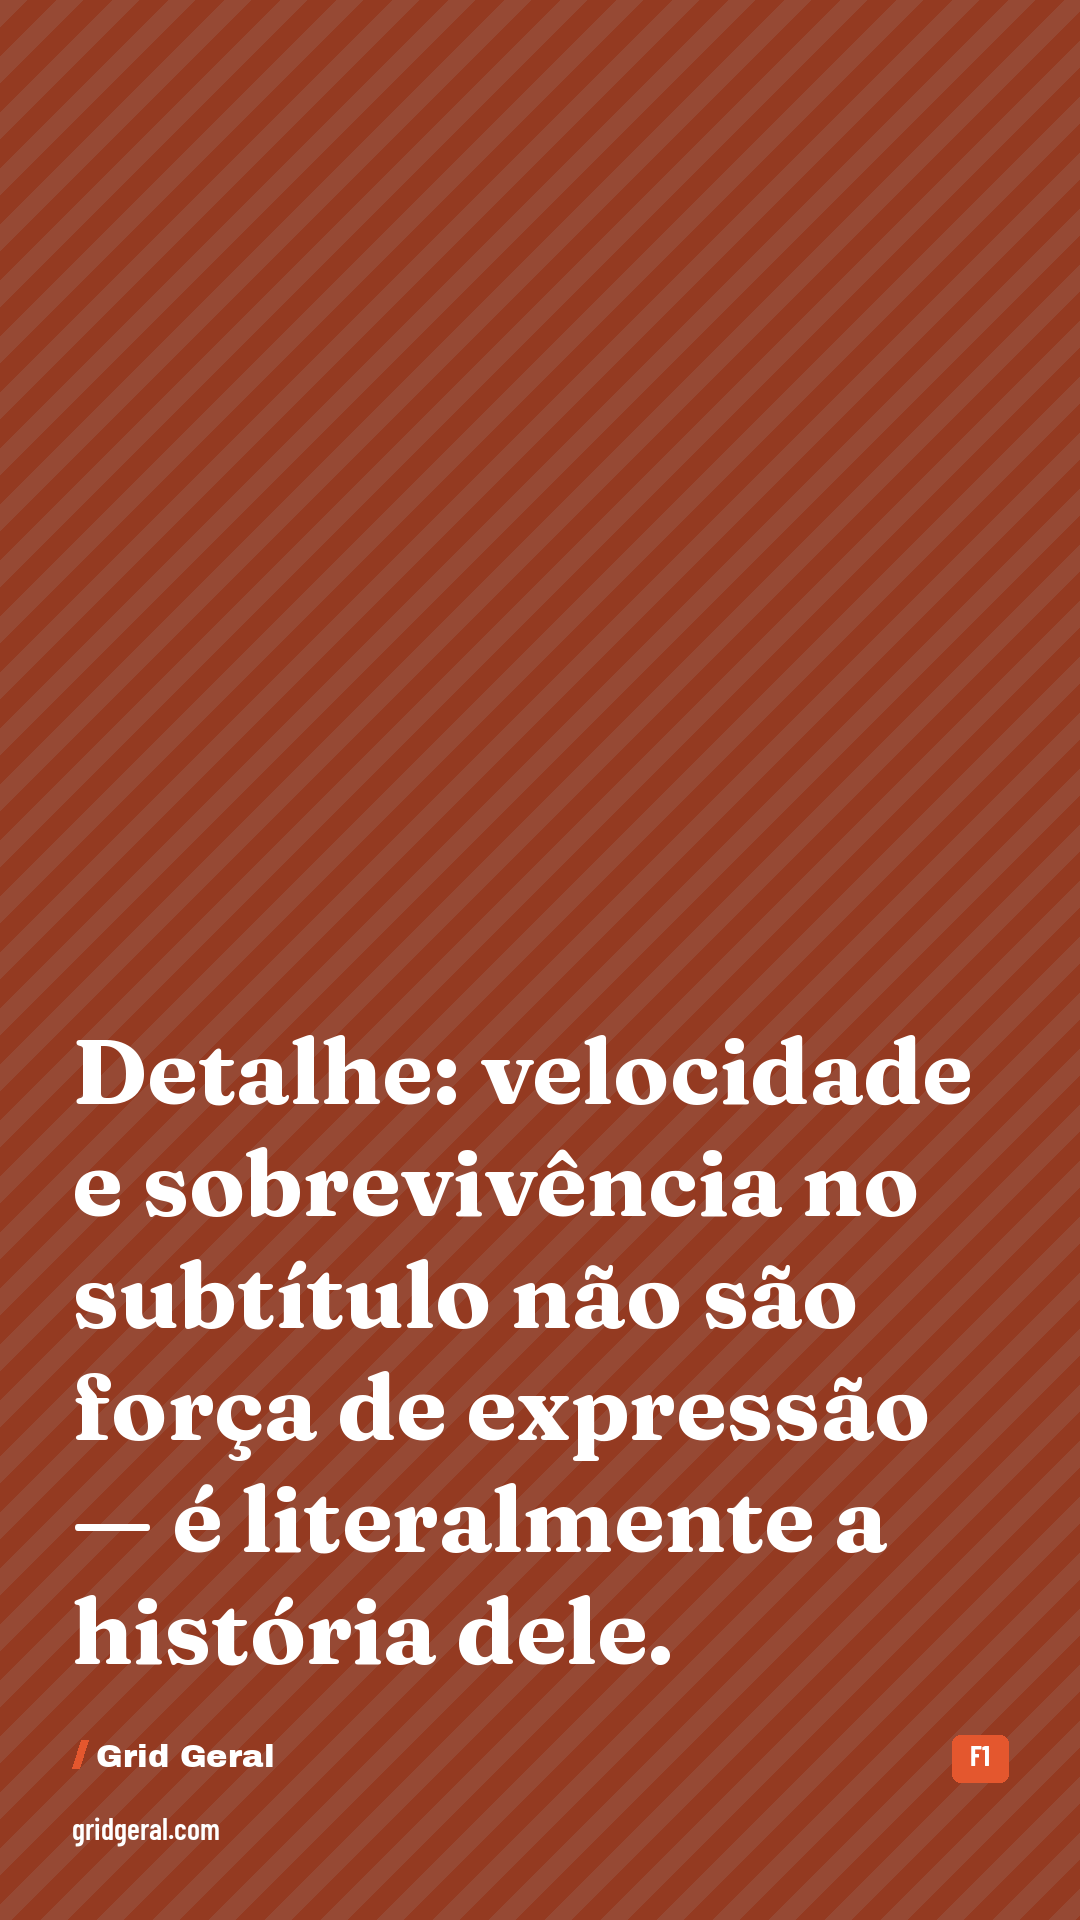 Detalhe: velocidade
e sobrevivência no
subtítulo não são
força de expressão
— é literalmente a
história dele.
/ Grid Geral
F1
gridgeral.com